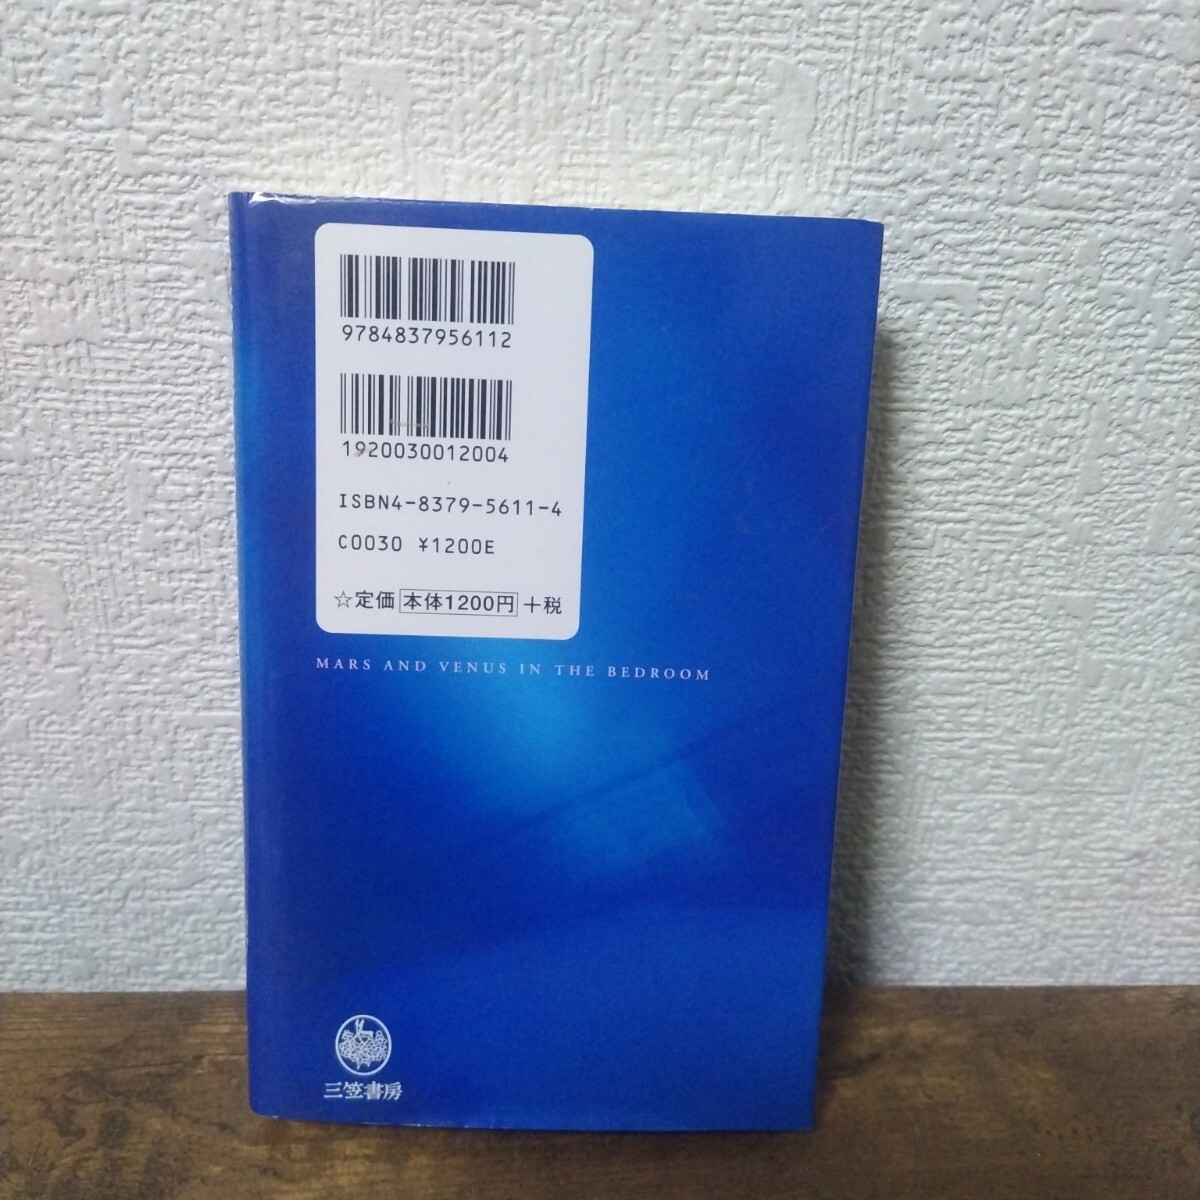 9784837956112
1920030012004
ISBN4-8379-5611-4
C0030 ¥1200E
☆定価 本体1200円 +税
MARS AND VENUS IN THE BEDROOM
三笠書房